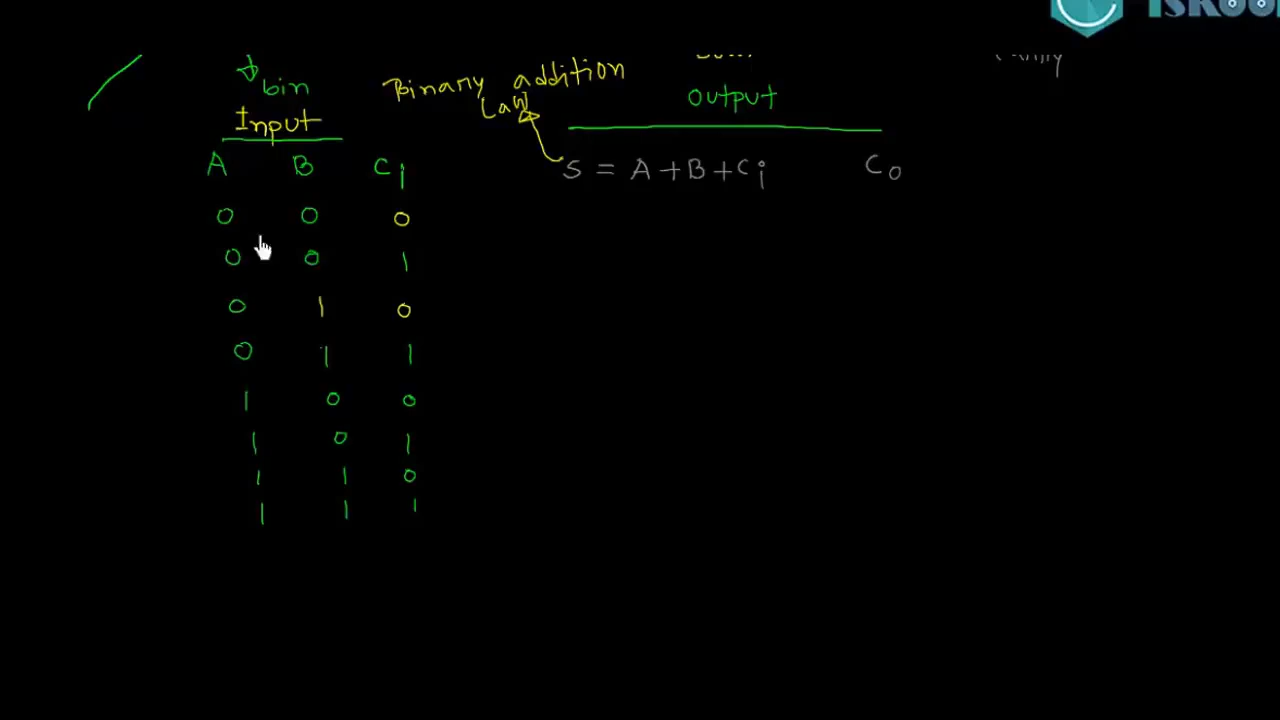 bin
Binary addition
Law
Output
Input
A B Ci S = A + B + Ci Co
0 0 0
0 0 1
0 1 0
0 1 1
1 0 0
1 0 1
1 1 0
1 1 1